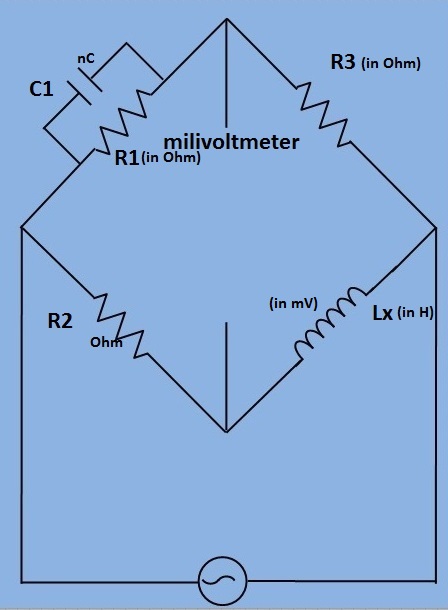 nC
C1
R3 (in Ohm)
milivoltmeter
R1(in Ohm)
(in mV)
Lx (in H)
R2
Ohm